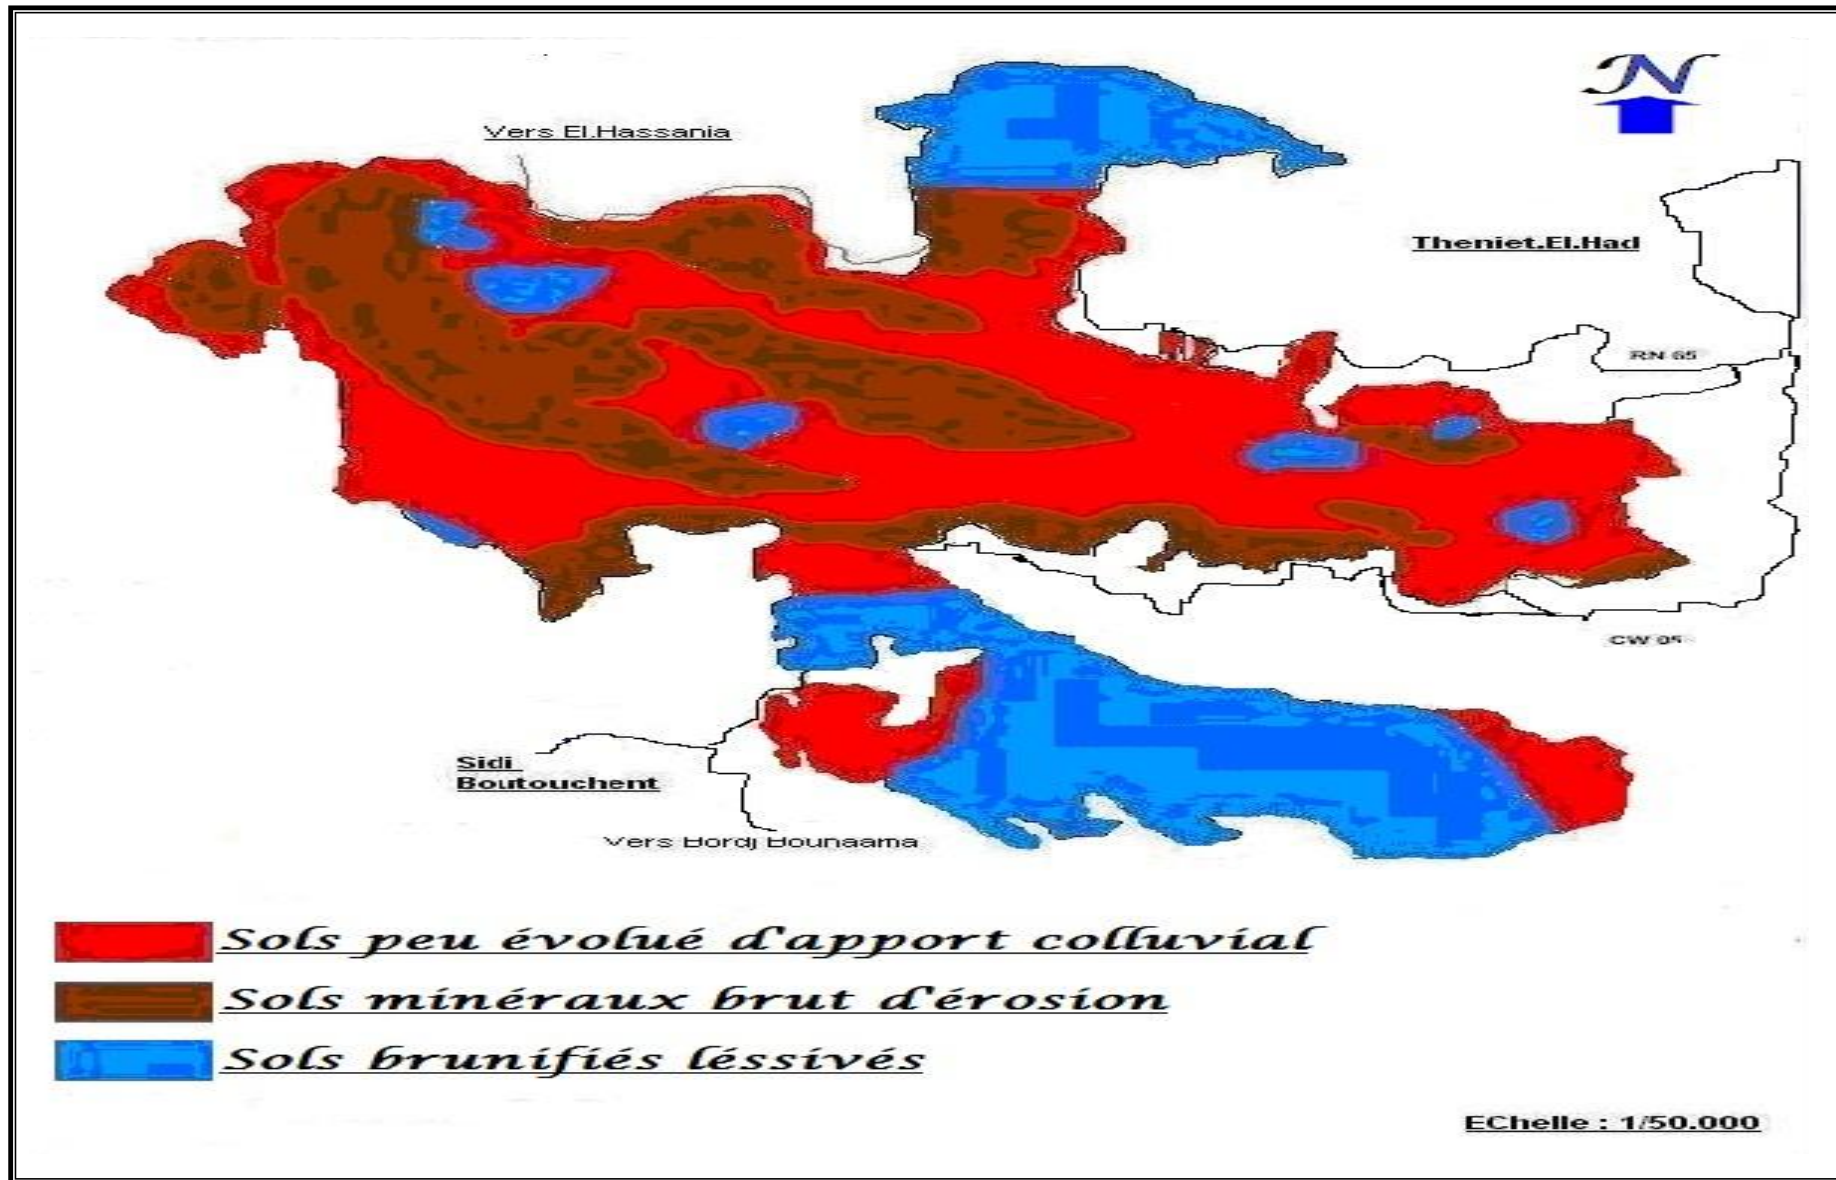 N
Vers El.Hassania
Theniet.El.Had
RN 65
CW 05
Sidi
Boutouchent
Vers Bordj Bounaama
Sols peu évolué d'apport colluvial
Sols minéraux brut d'érosion
Sols brunifiés léssivés
EChelle : 1/50.000